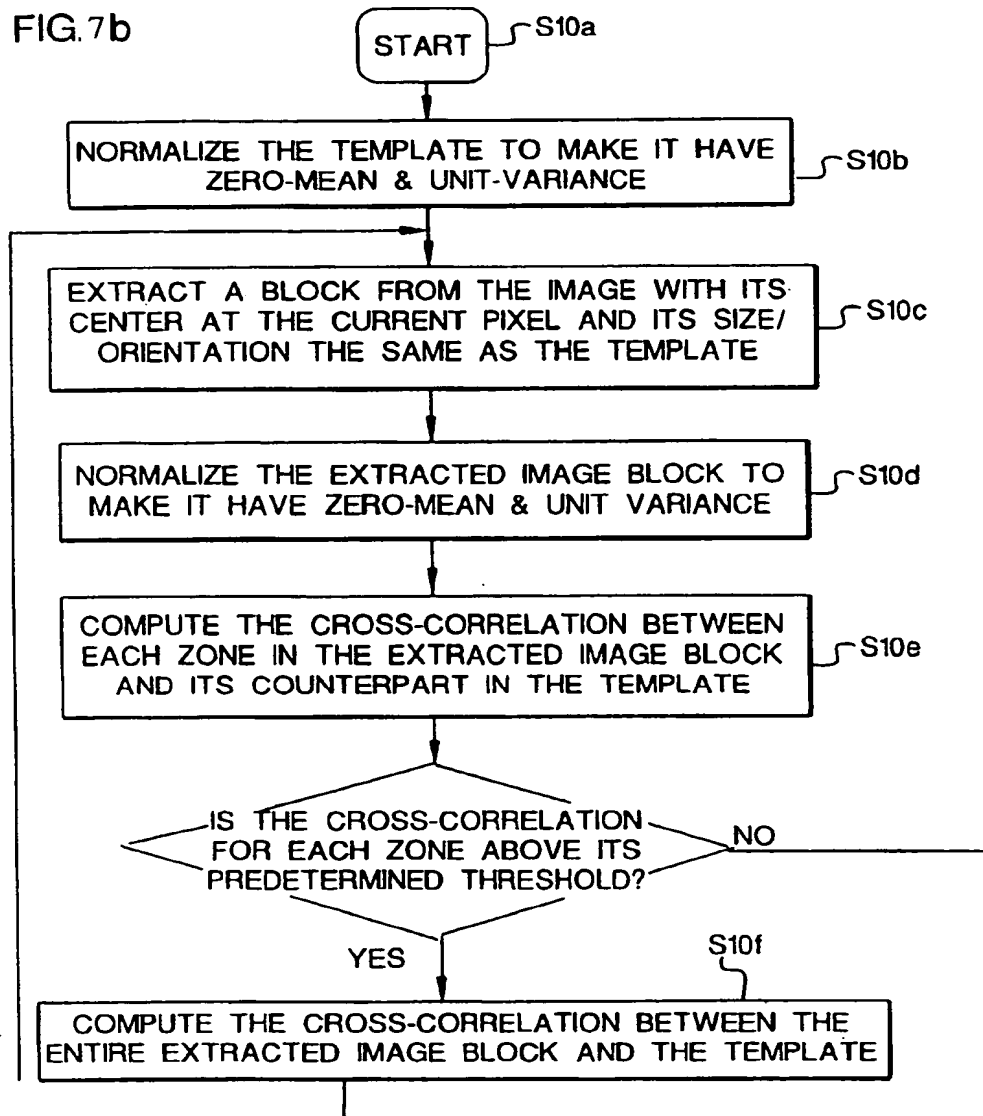 FIG. 7b
START
S10a
NORMALIZE THE TEMPLATE TO MAKE IT HAVE
ZERO-MEAN & UNIT-VARIANCE
S10b
EXTRACT A BLOCK FROM THE IMAGE WITH ITS
CENTER AT THE CURRENT PIXEL AND ITS SIZE/
ORIENTATION THE SAME AS THE TEMPLATE
S10c
NORMALIZE THE EXTRACTED IMAGE BLOCK TO
MAKE IT HAVE ZERO-MEAN & UNIT VARIANCE
S10d
COMPUTE THE CROSS-CORRELATION BETWEEN
EACH ZONE IN THE EXTRACTED IMAGE BLOCK
AND ITS COUNTERPART IN THE TEMPLATE
S10e
IS THE CROSS-CORRELATION
FOR EACH ZONE ABOVE ITS
PREDETERMINED THRESHOLD?
NO
YES
S10f
COMPUTE THE CROSS-CORRELATION BETWEEN THE
ENTIRE EXTRACTED IMAGE BLOCK AND THE TEMPLATE